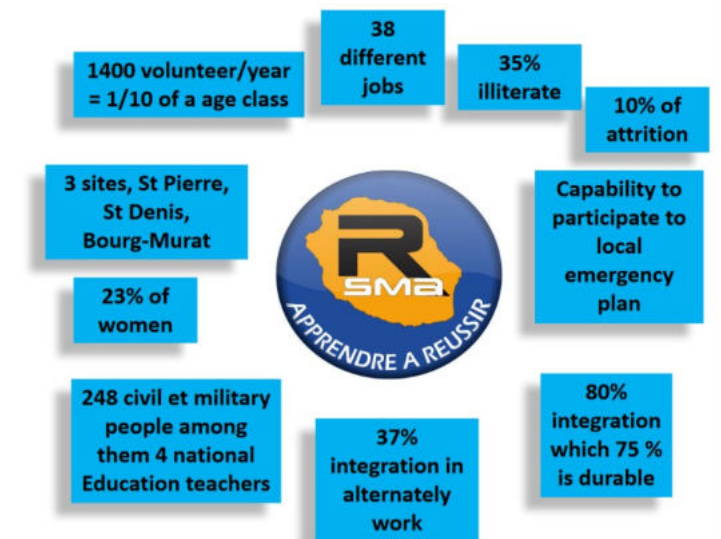 38
different
jobs
1400 volunteer/year
= 1/10 of a age class
35%
illiterate
10% of
attrition
3 sites, St Pierre,
St Denis,
Bourg-Murat
Capability to
participate to
local
emergency
plan
R
SMa
APPRENDRE A REUSSIR
23% of
women
248 civil et military
people among
them 4 national
Education teachers
37%
integration in
alternately
work
80%
integration
which 75 %
is durable